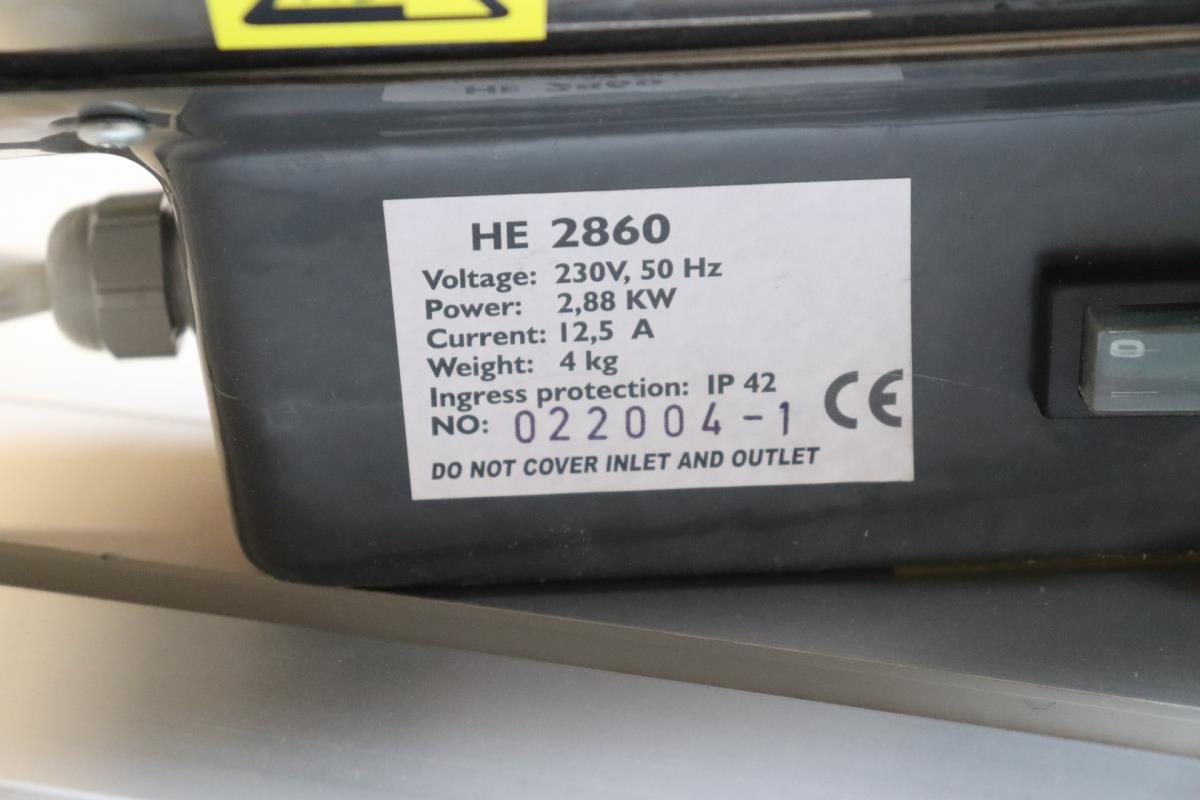 HE 2860
Voltage: 230V, 50 Hz
Power: 2,88 KW
Current: 12,5 A
Weight: 4 kg
Ingress protection: IP 42
CE
NO: 022004-1
DO NOT COVER INLET AND OUTLET
0